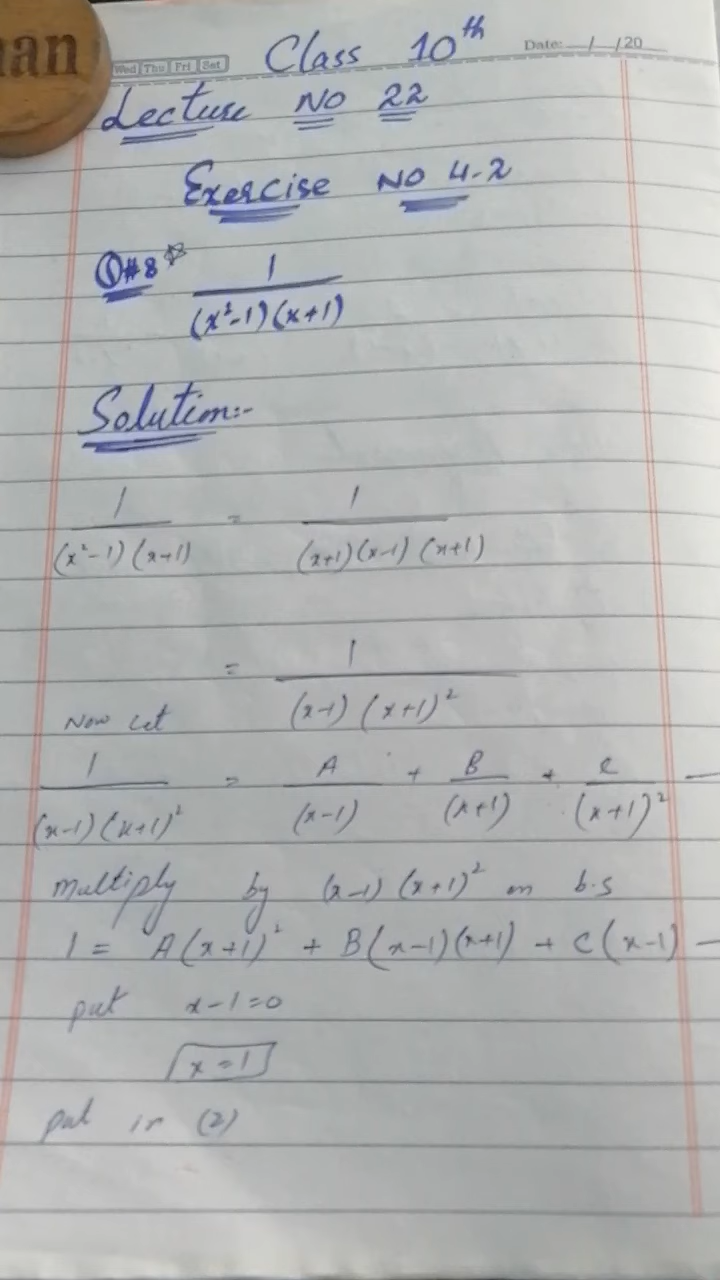 man
Wed Thu Fri Sat
Class 10th
Date: / /20
Lecture NO 22
Exercise NO 4.2
Q#8 1
(x²-1)(x+1)
Solution:-
1 = 1
(x²-1)(x+1) (x+1)(x-1)(x+1)
= 1
(x-1)(x+1)²
Now let
1 = A + B + C
(x-1)(x+1)² (x-1) (x+1) (x+1)²
multiply by (x-1)(x+1)² on b.s
1 = A(x+1)² + B(x-1)(x+1) + C(x-1)
put x-1=0
x=1
put in (2)